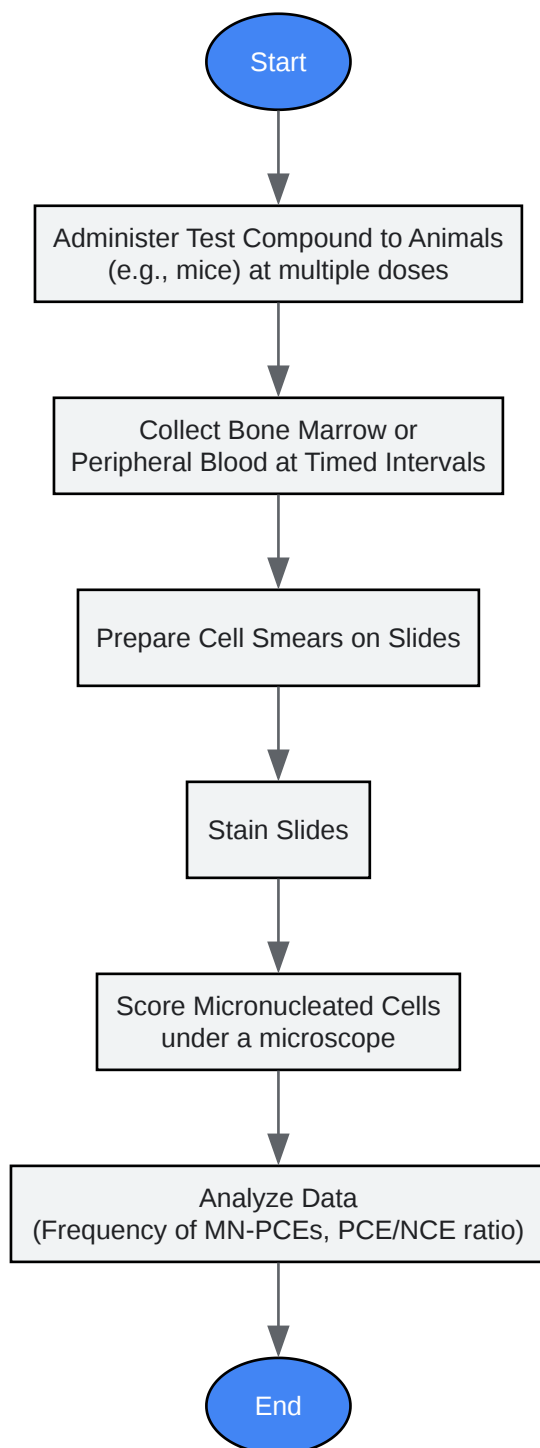 Start
Administer Test Compound to Animals
(e.g., mice) at multiple doses
Collect Bone Marrow or
Peripheral Blood at Timed Intervals
Prepare Cell Smears on Slides
Stain Slides
Score Micronucleated Cells
under a microscope
Analyze Data
(Frequency of MN-PCEs, PCE/NCE ratio)
End